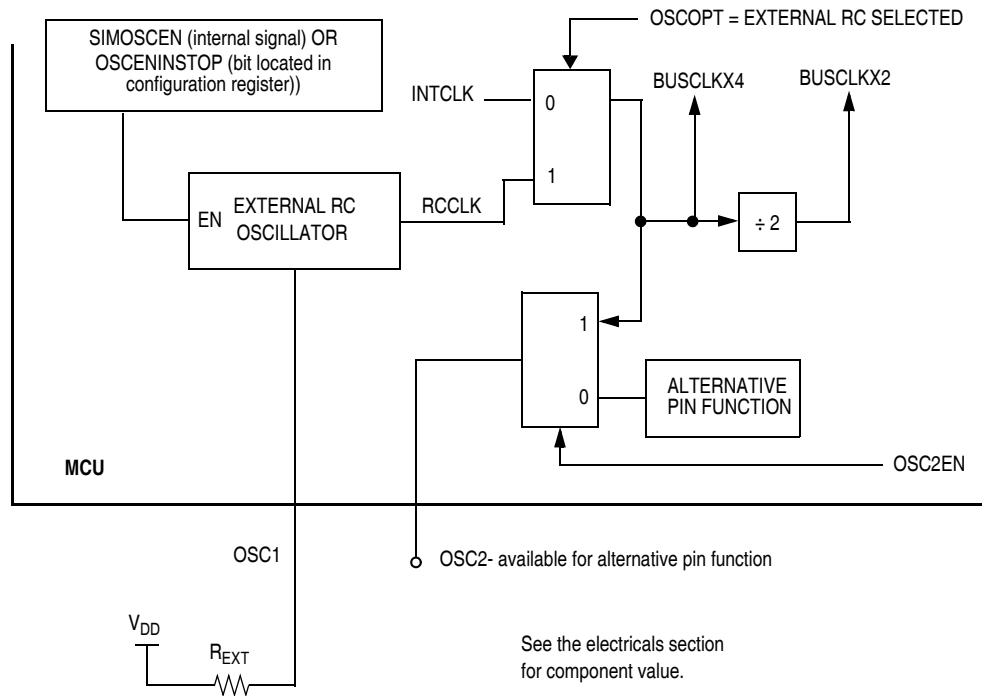 OSCOPT = EXTERNAL RC SELECTED
SIMOSCEN (internal signal) OR
OSCENINSTOP (bit located in
configuration register))
BUSCLKX4
BUSCLKX2
INTCLK
0
1
EXTERNAL RC
OSCILLATOR
EN
RCCLK
÷ 2
1
0
ALTERNATIVE
PIN FUNCTION
MCU
OSC2EN
OSC1
OSC2- available for alternative pin function
VDD
REXT
See the electricals section
for component value.